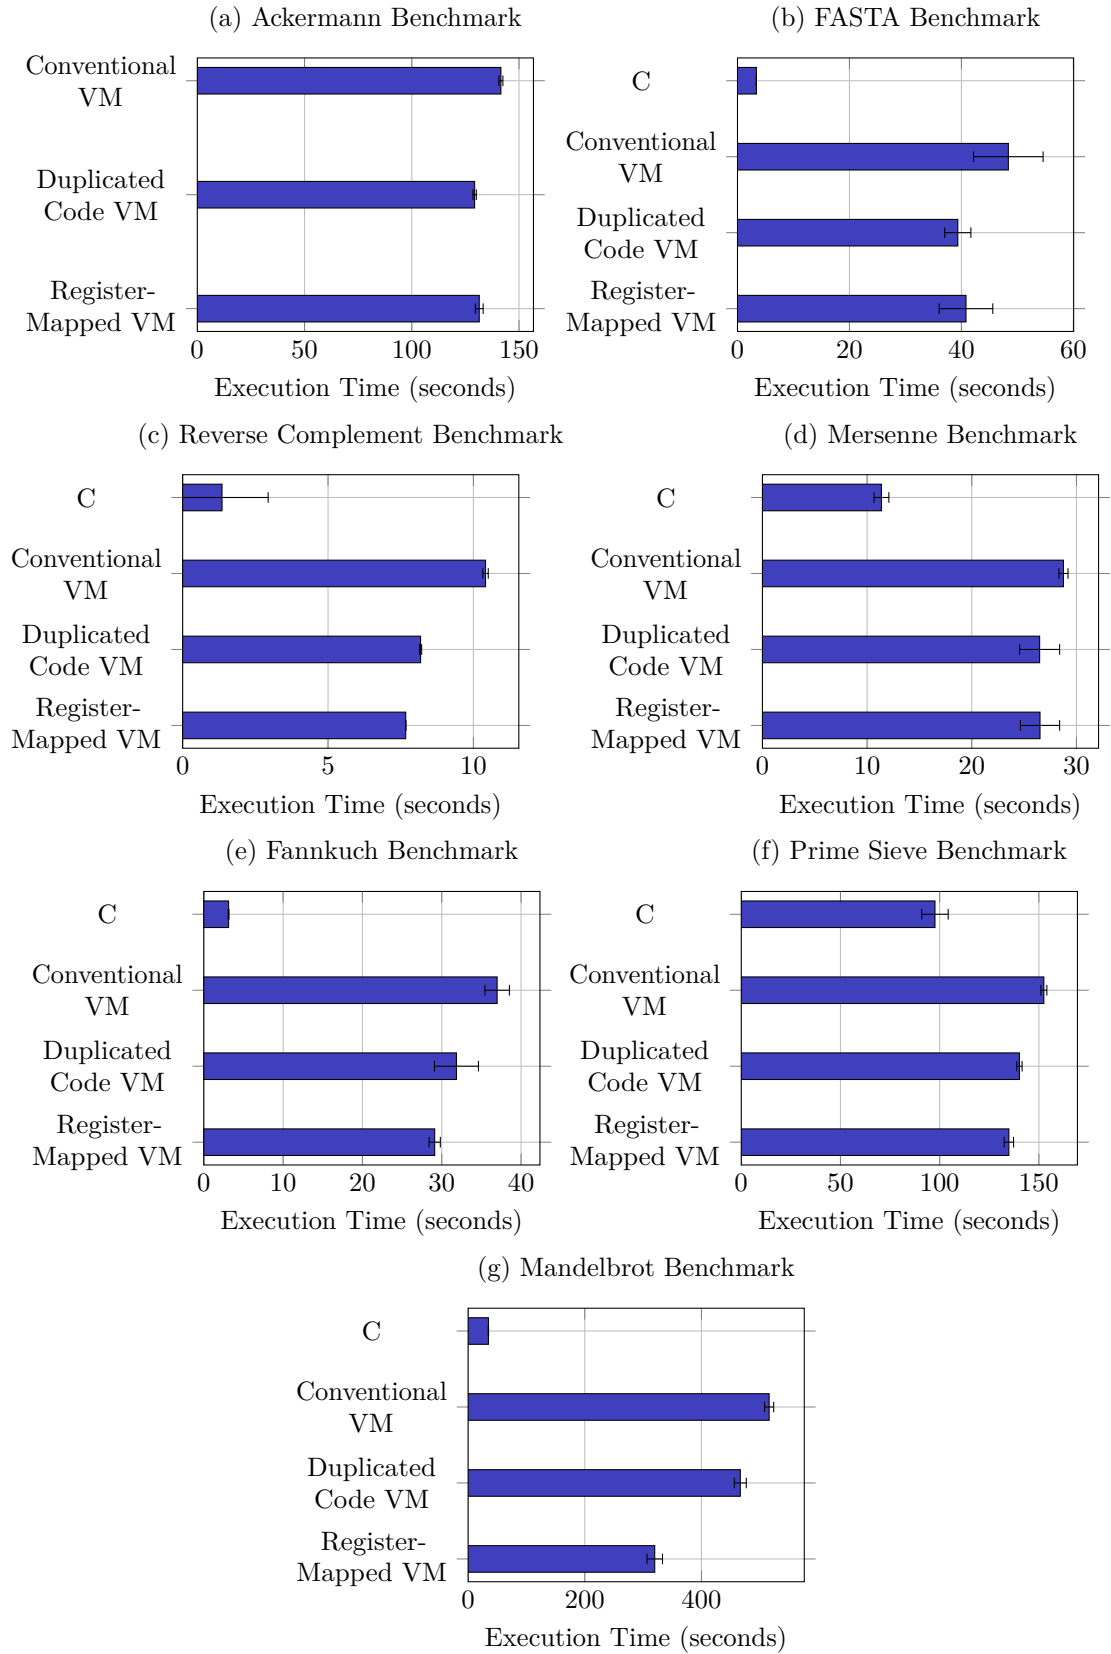 (a) Ackermann Benchmark
Conventional
VM
Duplicated
Code VM
Register-
Mapped VM
0 50 100 150
Execution Time (seconds)
(b) FASTA Benchmark
C
Conventional
VM
Duplicated
Code VM
Register-
Mapped VM
0 20 40 60
Execution Time (seconds)
(c) Reverse Complement Benchmark
C
Conventional
VM
Duplicated
Code VM
Register-
Mapped VM
0 5 10
Execution Time (seconds)
(d) Mersenne Benchmark
C
Conventional
VM
Duplicated
Code VM
Register-
Mapped VM
0 10 20 30
Execution Time (seconds)
(e) Fannkuch Benchmark
C
Conventional
VM
Duplicated
Code VM
Register-
Mapped VM
0 10 20 30 40
Execution Time (seconds)
(f) Prime Sieve Benchmark
C
Conventional
VM
Duplicated
Code VM
Register-
Mapped VM
0 50 100 150
Execution Time (seconds)
(g) Mandelbrot Benchmark
C
Conventional
VM
Duplicated
Code VM
Register-
Mapped VM
0 200 400
Execution Time (seconds)